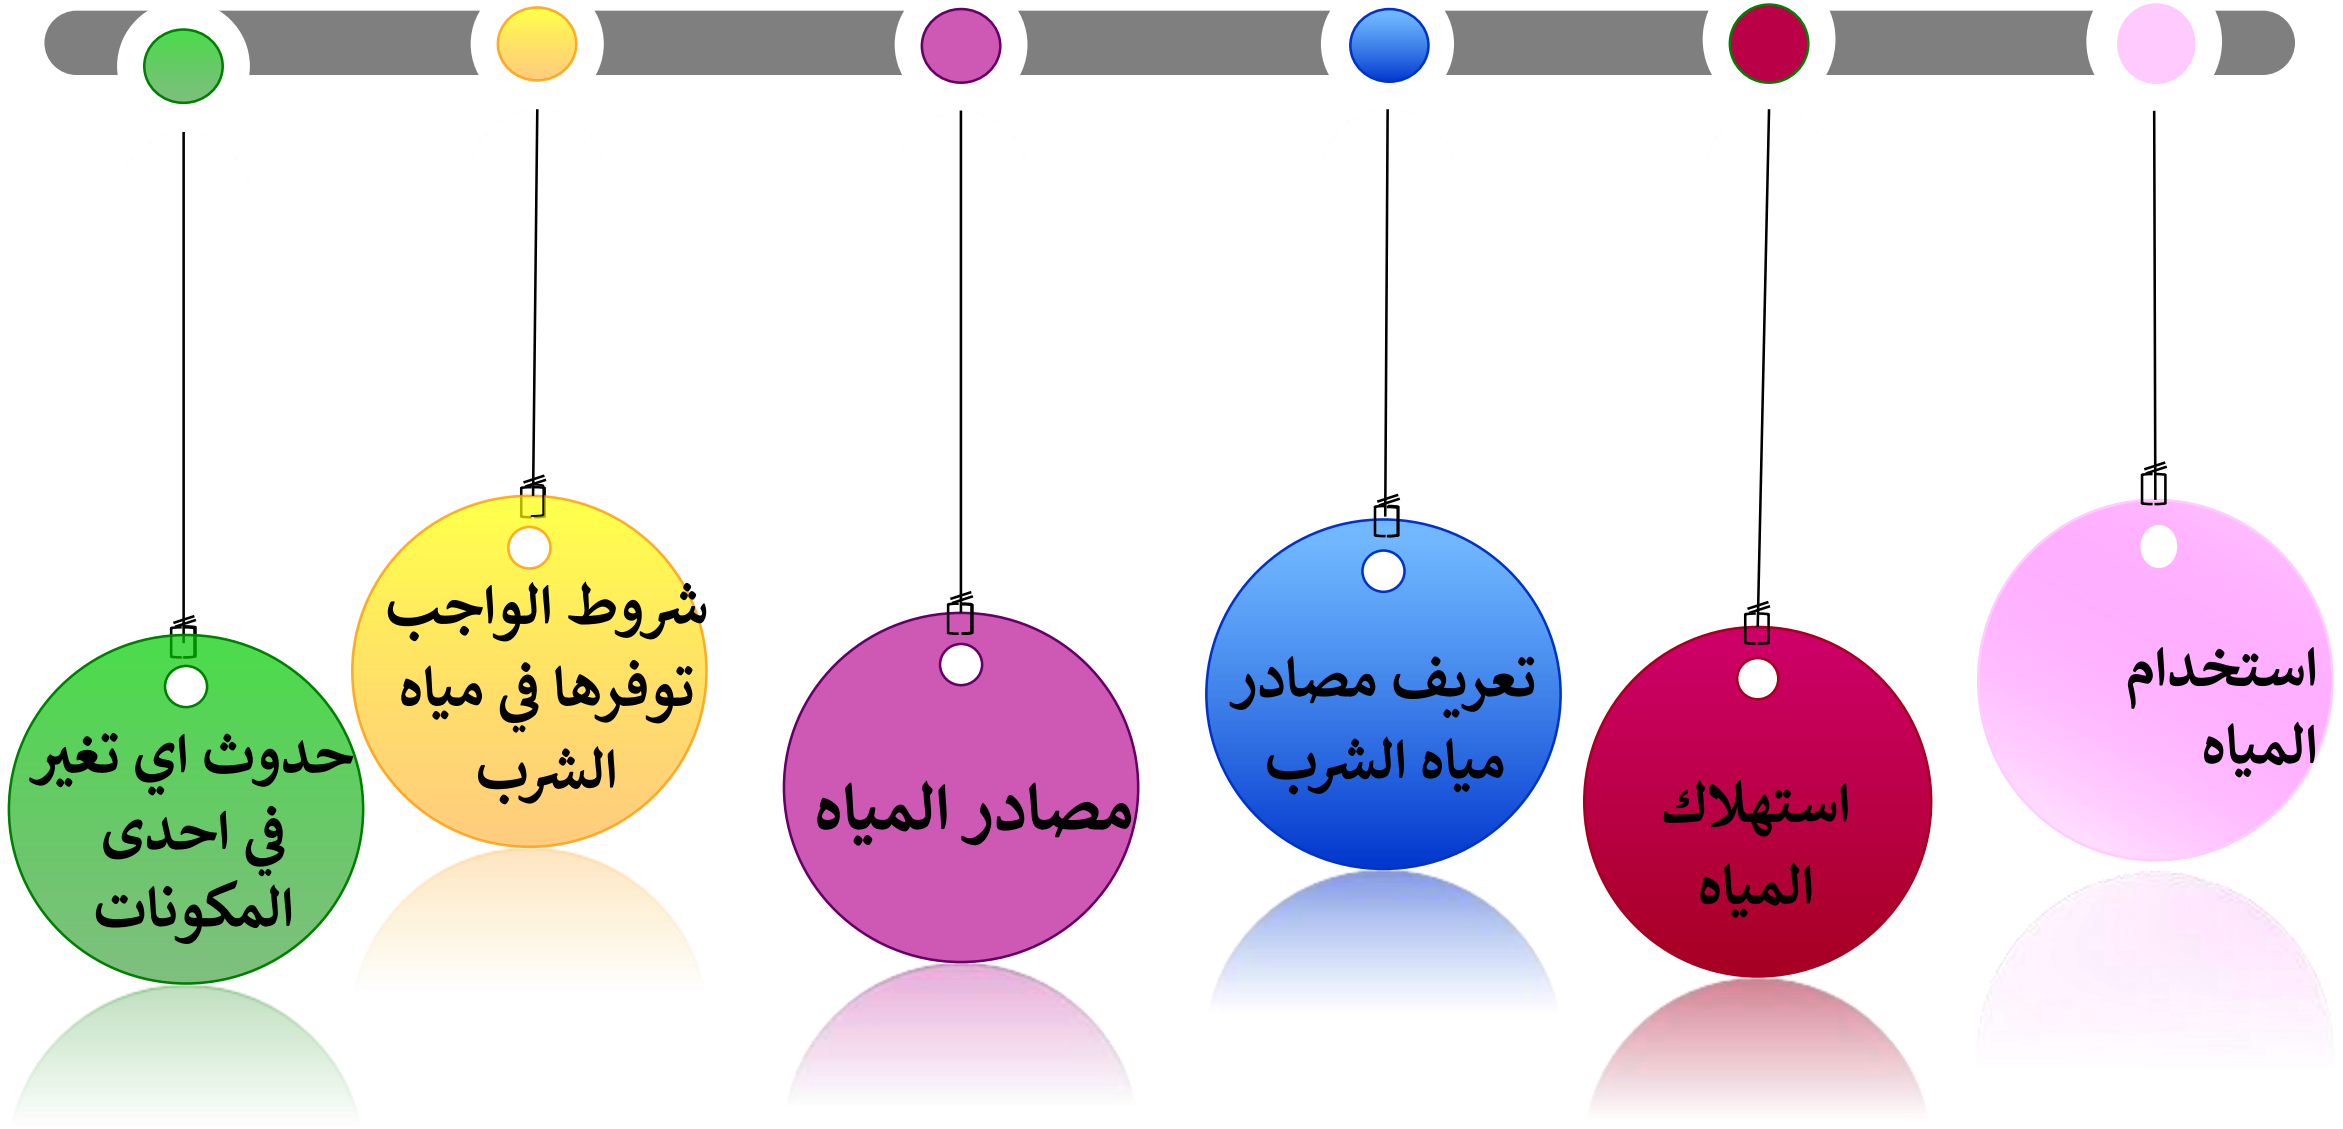 استخدام
المياه
استهلاك
المياه
تعريف مصادر
مياه الشرب
مصادر المياه
شروط الواجب
توفرها في مياه
الشرب
حدوث اي تغير
في احدى
المكونات